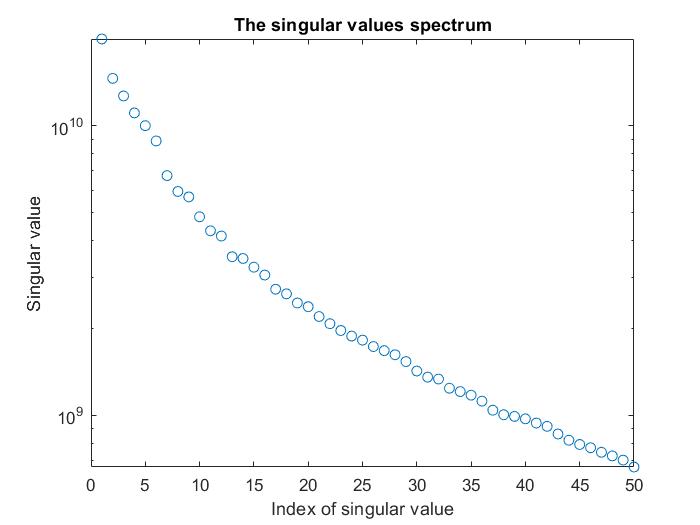 The singular values spectrum
Singular value
10^10
10^9
0 5 10 15 20 25 30 35 40 45 50
Index of singular value